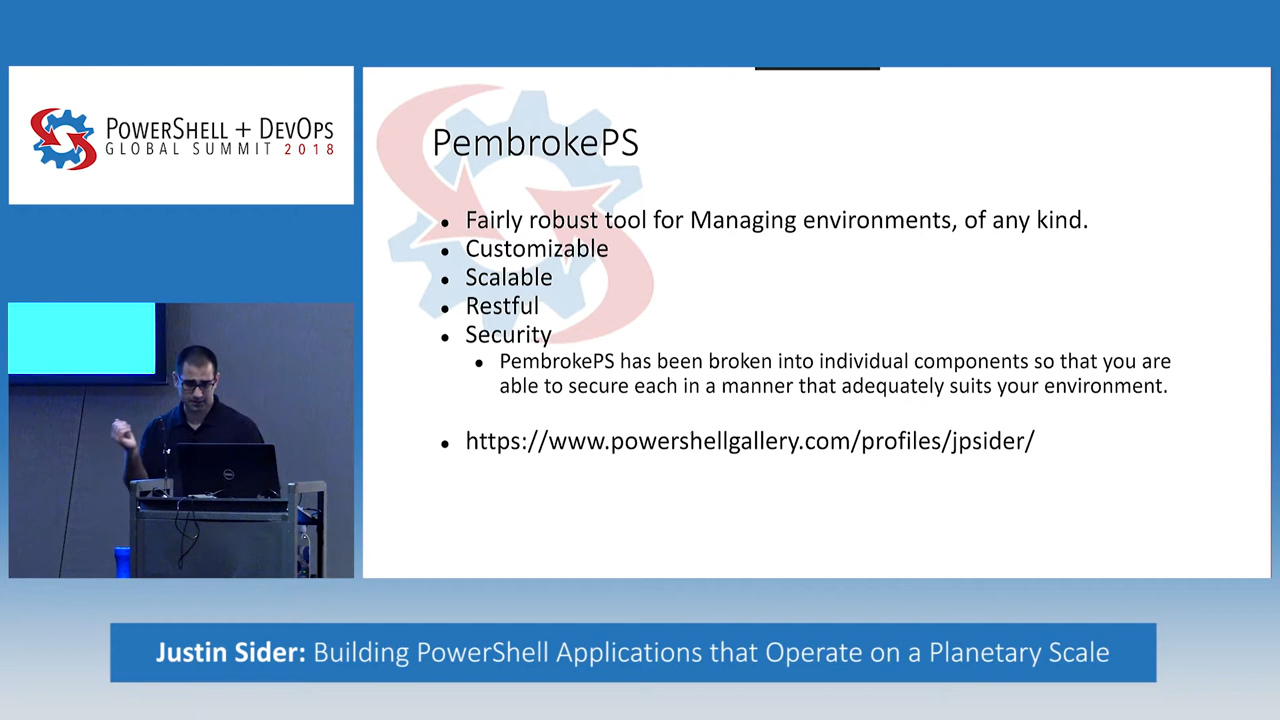 POWERSHELL + DEVOPS
GLOBAL SUMMIT 2018
PembrokePS
• Fairly robust tool for Managing environments, of any kind.
• Customizable
• Scalable
• Restful
• Security
• PembrokePS has been broken into individual components so that you are
able to secure each in a manner that adequately suits your environment.
• https://www.powershellgallery.com/profiles/jpsider/
DELL
Justin Sider: Building PowerShell Applications that Operate on a Planetary Scale